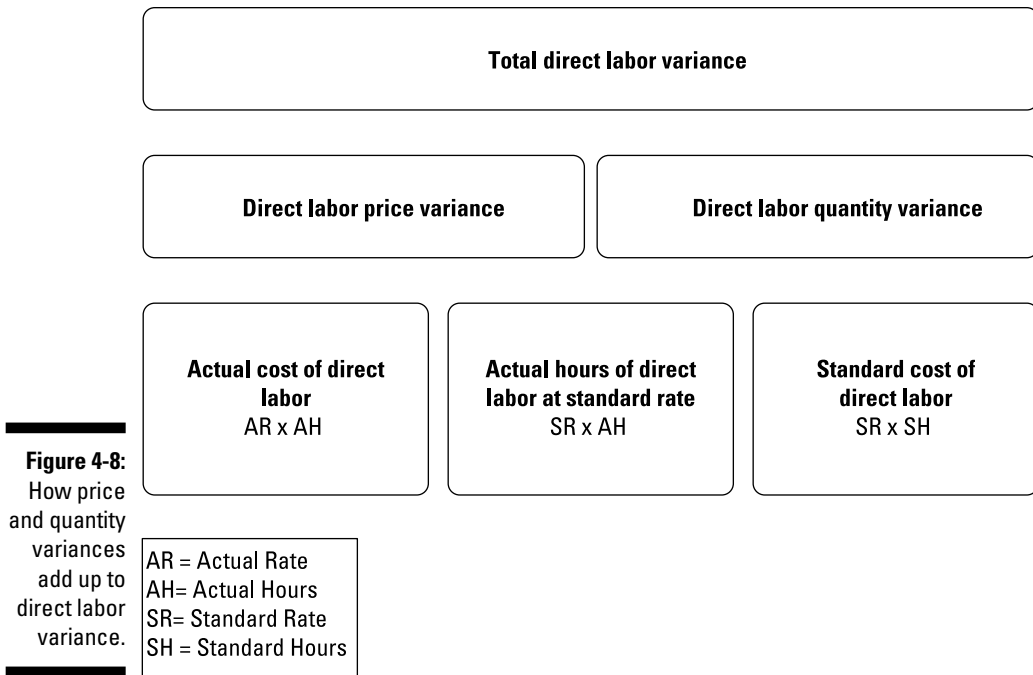 Total direct labor variance
Direct labor price variance
Direct labor quantity variance
Actual cost of direct
labor
AR x AH
Actual hours of direct
labor at standard rate
SR x AH
Standard cost of
direct labor
SR x SH
Figure 4-8:
How price
and quantity
variances
add up to
direct labor
variance.
AR = Actual Rate
AH= Actual Hours
SR= Standard Rate
SH = Standard Hours